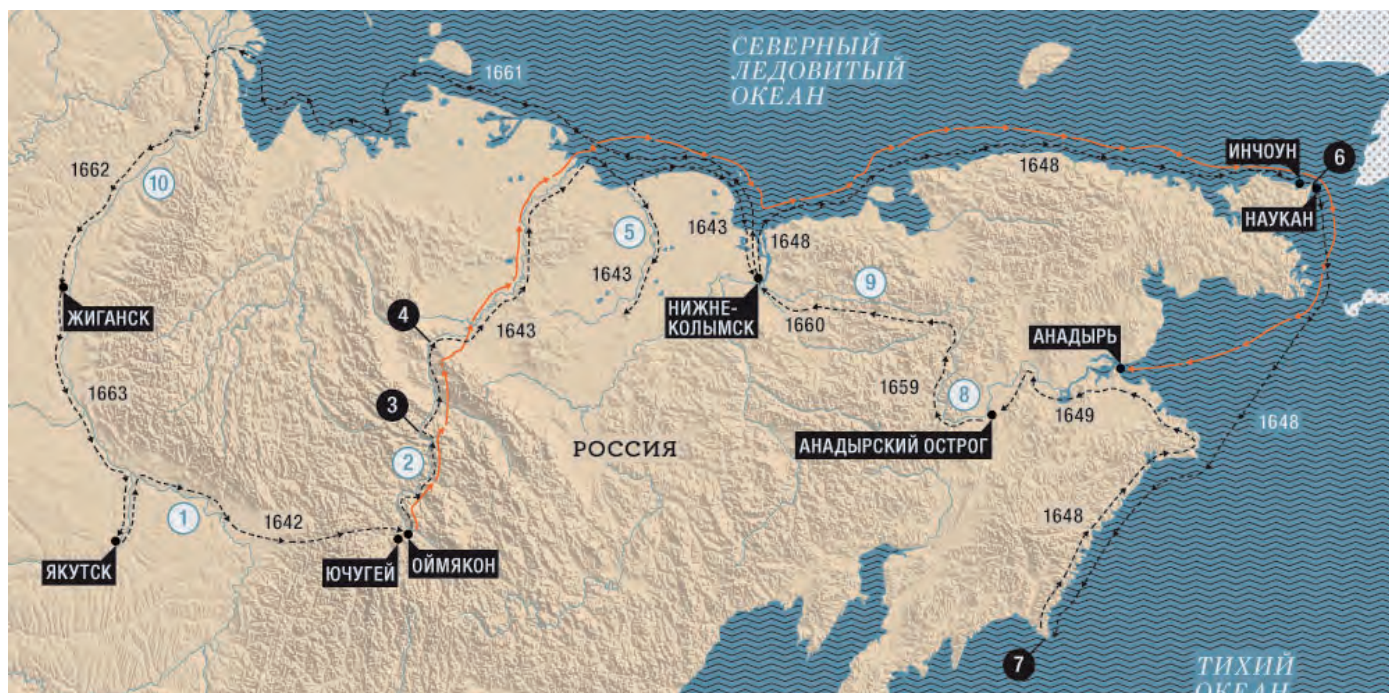 СЕВЕРНЫЙ
ЛЕДОВИТЫЙ
ОКЕАН
1661
1662
10
ИНЧОУН
6
НАУКАН
1648
5
1643
1643
1648
9
НИЖНЕ-
КОЛЫМСК
1660
ЖИГАНСК
4
1643
АНАДЫРЬ
1663
3
1659
8
1649
1648
АНАДЫРСКИЙ ОСТРОГ
РОССИЯ
2
1
1642
1648
ЯКУТСК
ЮЧУГЕЙ
ОЙМЯКОН
7
ТИХИЙ
ОКЕАН